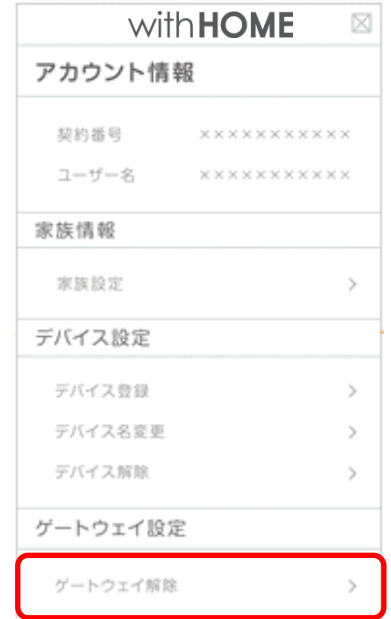 withHOME
アカウント情報
契約番号 ×××××××××××
ユーザー名 ×××××××××××
家族情報
家族設定 >
デバイス設定
デバイス登録 >
デバイス名変更 >
デバイス解除 >
ゲートウェイ設定
ゲートウェイ解除 >